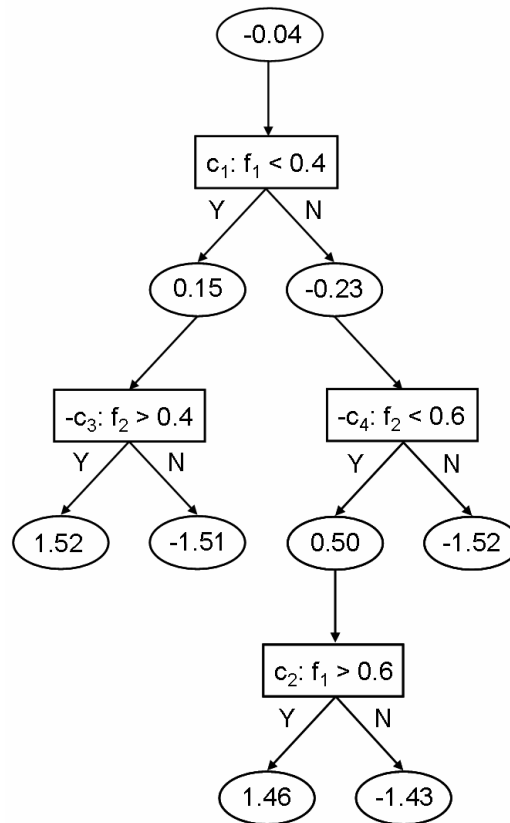 -0.04
c₁: f₁ < 0.4
Y N
0.15 -0.23
-c₃: f₂ > 0.4 -c₄: f₂ < 0.6
Y N Y N
1.52 -1.51 0.50 -1.52
c₂: f₁ > 0.6
Y N
1.46 -1.43